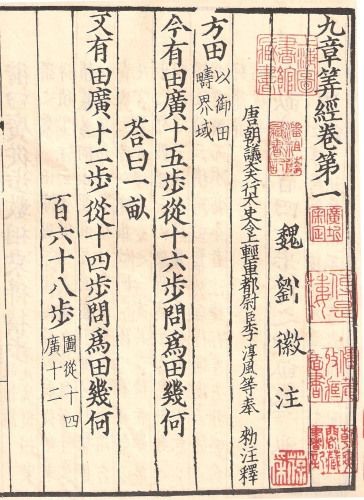 九章筭經卷第一
魏劉徽注
唐朝議大夫行太史令上輕車都尉臣李淳風等奉 勑注釋
方田 以御田
疇界域
今有田廣十五步從十六步問爲田幾何
荅曰一畝
又有田廣十二步從十四步問爲田幾何
百六十八步 圖從十四
廣十二